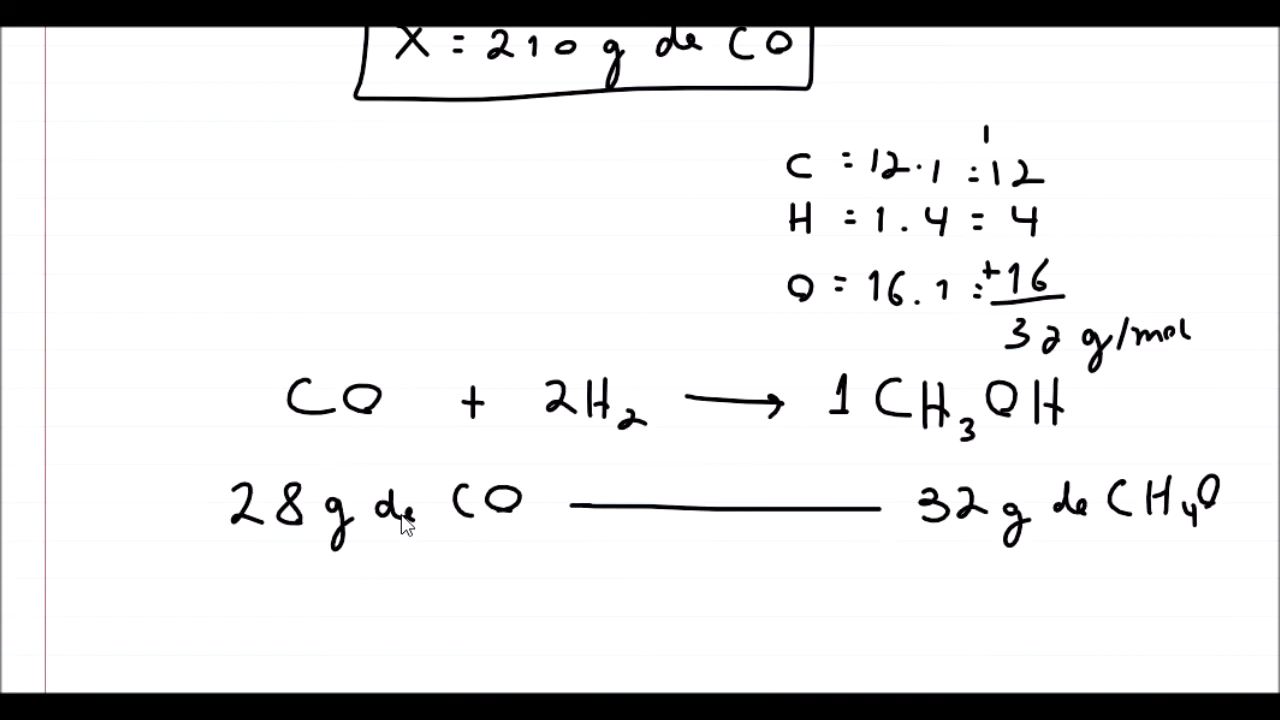 X = 210 g de CO
C = 12.1 = 12
H = 1.4 = 4
O = 16.1 = +16
32 g/mol
CO + 2H₂ → 1 CH₃OH
28 g de CO —— 32 g de CH₄O